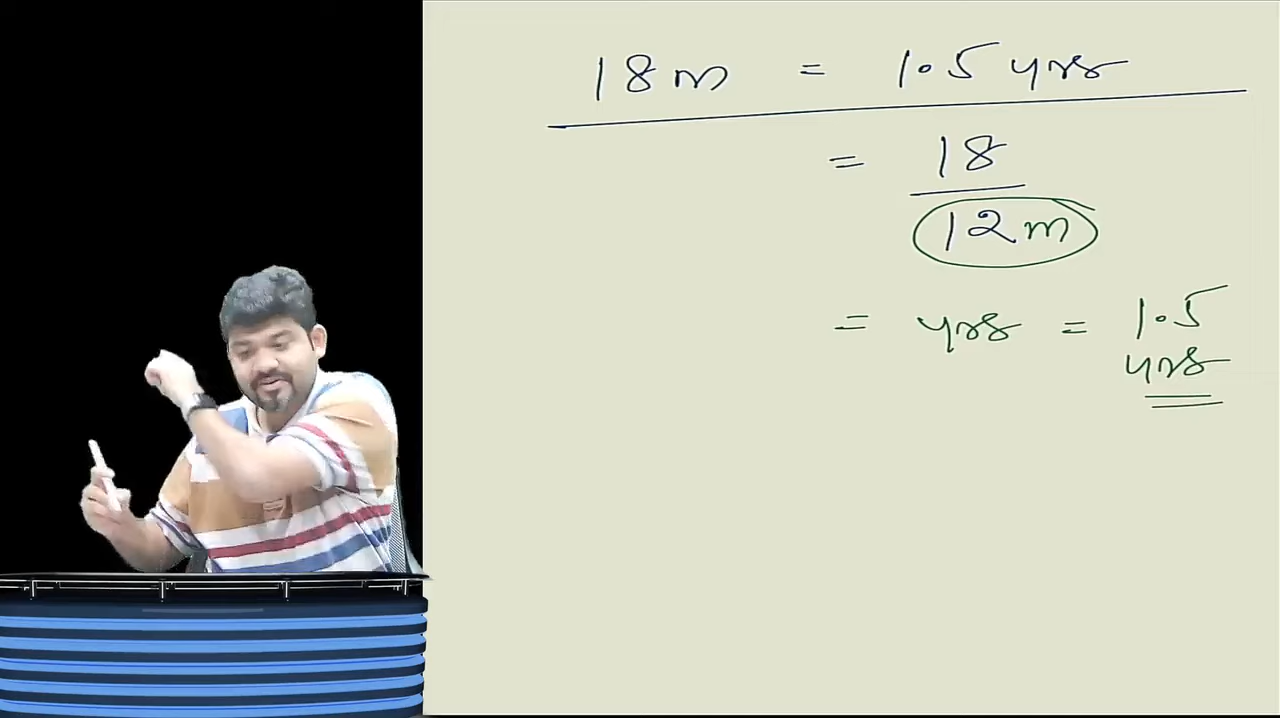 18m = 1.5 yrs
= 18
12m
= yrs = 1.5
yrs